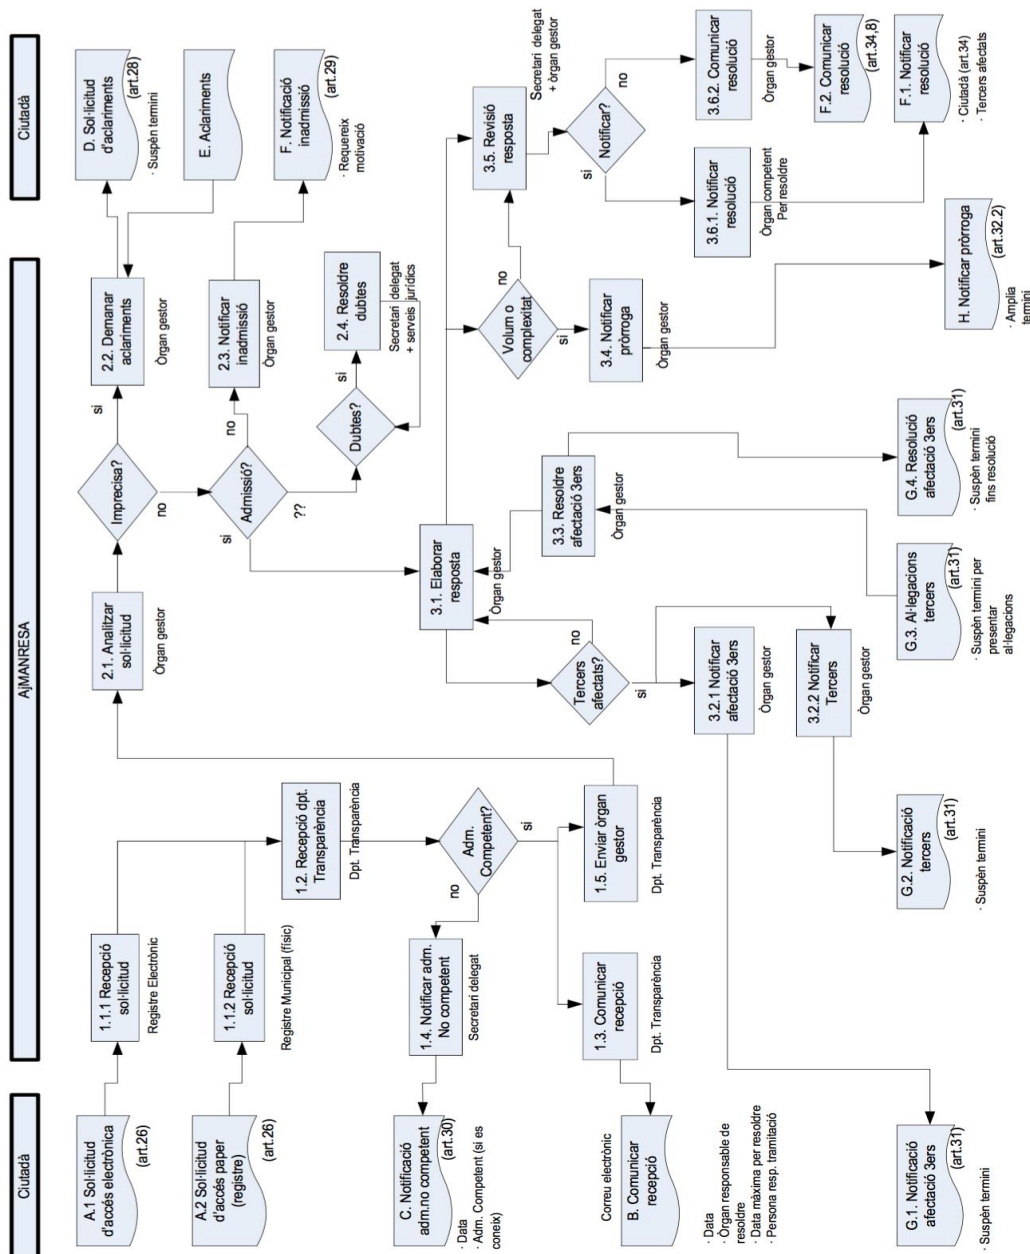 Ciutadà
AjMANRESA
Ciutadà
A.1 Sol·licitud
d'accés electrònica
(art.26)
A.2 Sol·licitud
d'accés paper
(registre)
(art.26)
C. Notificació
adm.no competent
(art.30)
· Data
· Adm. Competent (si es
coneix)
Correu electrònic
B. Comunicar
recepció
· Data
· Òrgan responsable de
resoldre
· Data màxima per resoldre
· Persona resp. tramitació
G.1. Notificació
afectació 3ers
(art.31)
· Suspèn termini
1.1.1 Recepció
sol·licitud
Registre Electrònic
1.1.2 Recepció
sol·licitud
Registre Municipal (físic)
1.2. Recepció dpt.
Transparència
Dpt. Transparència
Adm.
Competent?
no
si
1.4. Notificar adm.
No competent
Secretari delegat
1.3. Comunicar
recepció
Dpt. Transparència
1.5. Enviar òrgan
gestor
Dpt. Transparència
G.2. Notificació
tercers
(art.31)
· Suspèn termini
2.1. Analitzar
sol·licitud
Òrgan gestor
Imprecisa?
si
no
2.2. Demanar
aclariments
Òrgan gestor
Admissió?
si
no
??
2.3. Notificar
inadmissió
Òrgan gestor
Dubtes?
si
2.4. Resoldre
dubtes
Secretari delegat
+ serveis jurídics
3.1. Elaborar
resposta
Òrgan gestor
Tercers
afectats?
no
si
3.2.1 Notificar
afectació 3ers
Òrgan gestor
3.2.2 Notificar
Tercers
Òrgan gestor
3.3. Resoldre
afectació 3ers
Òrgan gestor
G.3. Al·legacions
tercers
(art.31)
· Suspèn termini per
presentar
al·legacions
G.4. Resolució
afectació 3ers
(art.31)
· Suspèn termini
fins resolució
Volum o
complexitat
no
si
3.4. Notificar
pròrroga
Òrgan gestor
H. Notificar pròrroga
(art.32.2)
· Amplia
termini
3.5. Revisió
resposta
Secretari delegat
+ òrgan gestor
Notificar?
si
no
3.6.1. Notificar
resolució
Òrgan competent
Per resoldre
3.6.2. Comunicar
resolució
Òrgan gestor
D. Sol·licitud
d'aclariments
(art.28)
· Suspèn termini
E. Aclariments
F. Notificació
inadmissió
(art.29)
· Requereix
motivació
F.2. Comunicar
resolució
(art.34,8)
F.1. Notificar
resolució
· Ciutadà (art.34)
· Tercers afectats